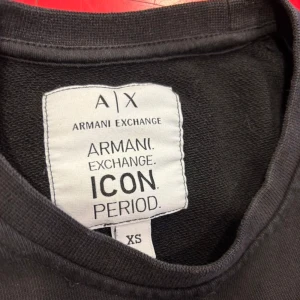 A|X
ARMANI EXCHANGE
ARMANI.
EXCHANGE.
ICON.
PERIOD.
XS